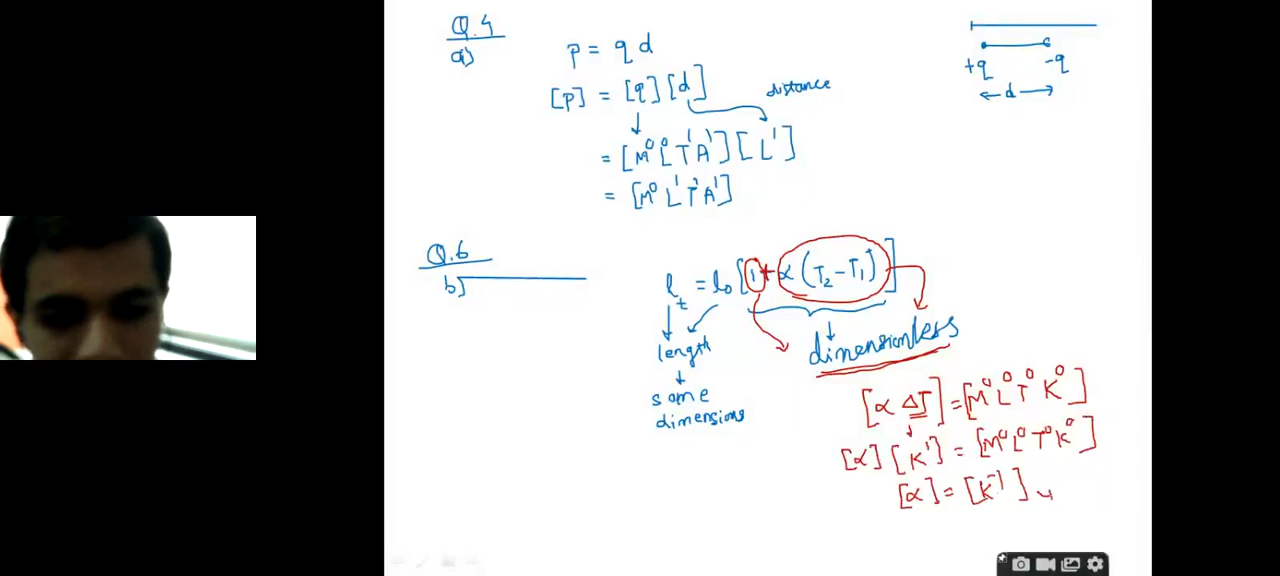 Q.4
a)
p = q d
[p] = [q][d]
distance
= [M⁰ L⁰ T¹ A¹] [L¹]
= [M⁰ L¹ T¹ A¹]
+q -q
d
Q.6
b)
l_t = l₀ [1 + α (T₂ - T₁)]
length
same
dimensions
dimensionless
[α ΔT] = [M⁰ L⁰ T⁰ K⁰]
[α] [K¹] = [M⁰ L⁰ T⁰ K⁰]
[α] = [K⁻¹]